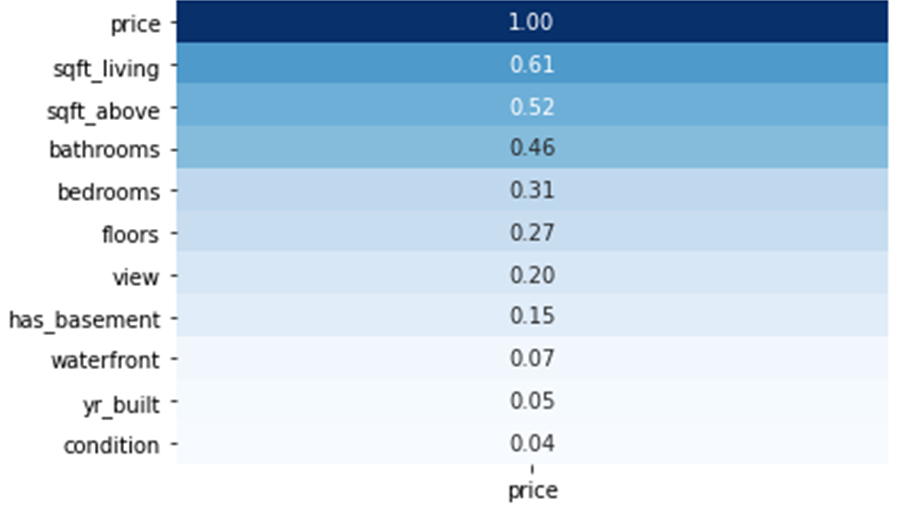 price 1.00
sqft_living 0.61
sqft_above 0.52
bathrooms 0.46
bedrooms 0.31
floors 0.27
view 0.20
has_basement 0.15
waterfront 0.07
yr_built 0.05
condition 0.04
price